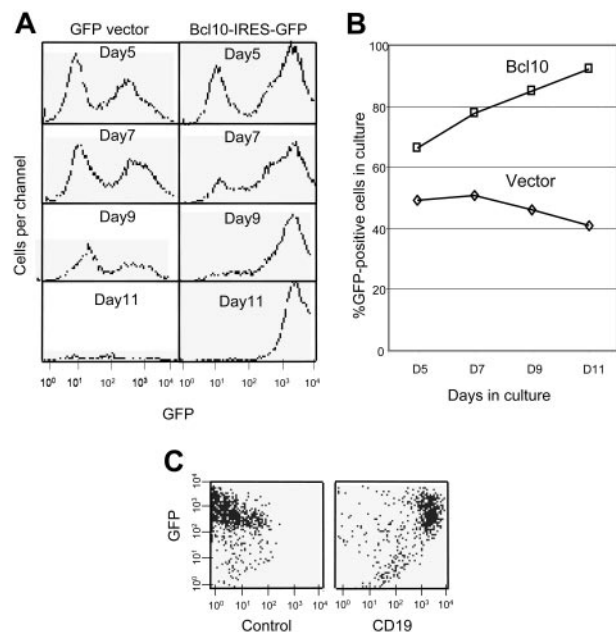 A
GFP vector
Bcl10-IRES-GFP
Day5
Day5
Day7
Day7
Day9
Day9
Day11
Day11
Cells per channel
10⁰ 10¹ 10² 10³ 10⁴
10⁰ 10¹ 10² 10³ 10⁴
GFP
B
100
80
60
40
20
0
%GFP-positive cells in culture
Bcl10
Vector
D5 D7 D9 D11
Days in culture
C
GFP
10⁴
10³
10²
10¹
10⁰
10⁰ 10¹ 10² 10³ 10⁴
10⁰ 10¹ 10² 10³ 10⁴
Control
CD19